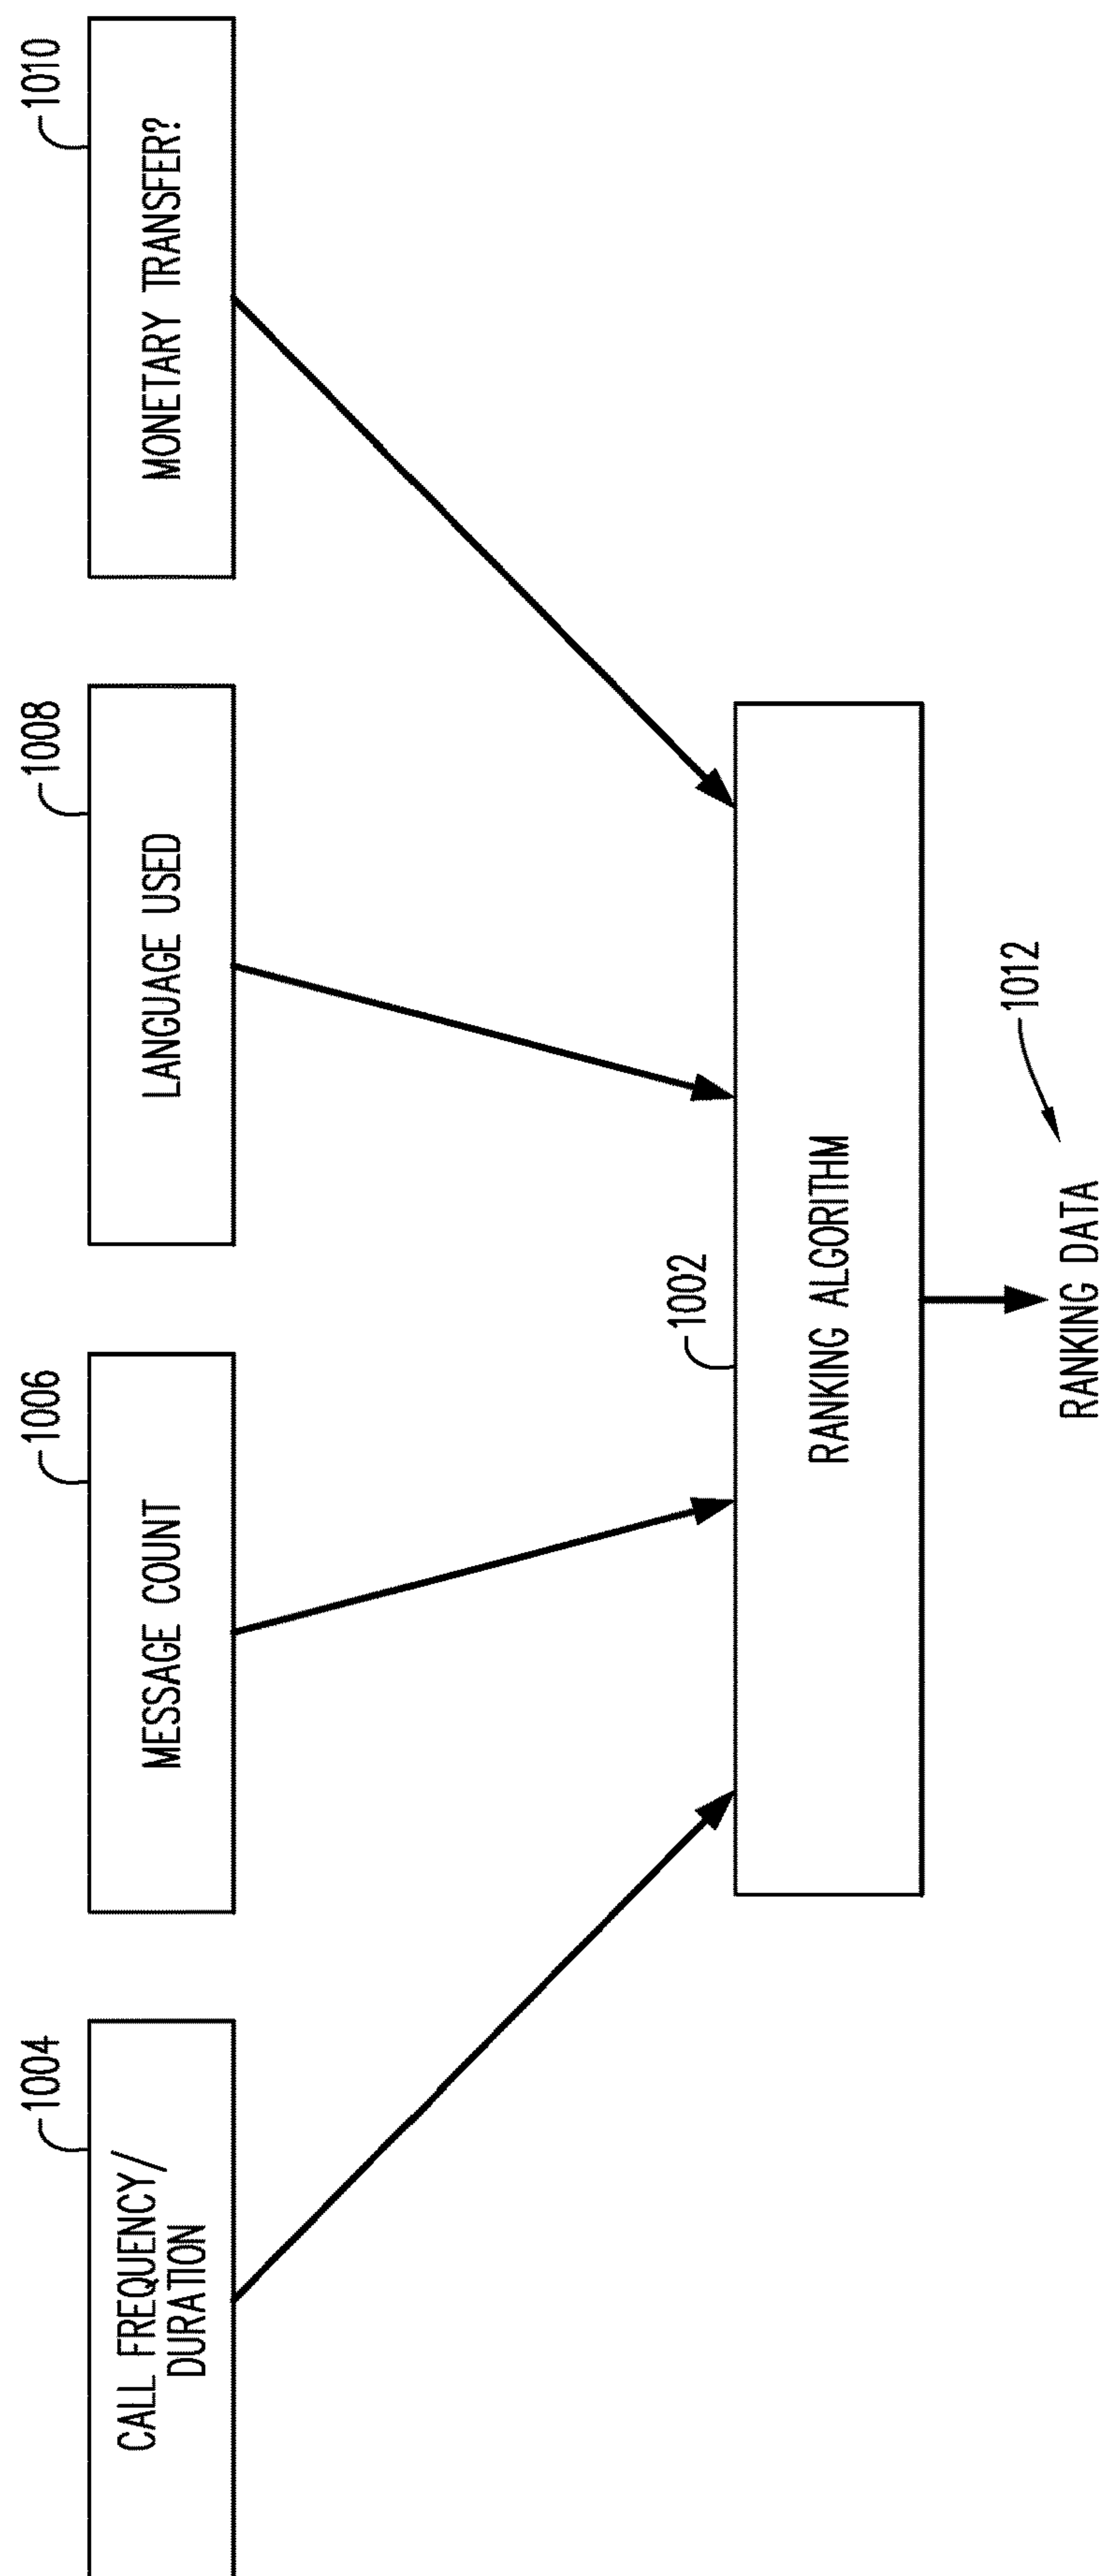 1004
CALL FREQUENCY/
DURATION
1006
MESSAGE COUNT
1008
LANGUAGE USED
1010
MONETARY TRANSFER?
1002
RANKING ALGORITHM
1012
RANKING DATA